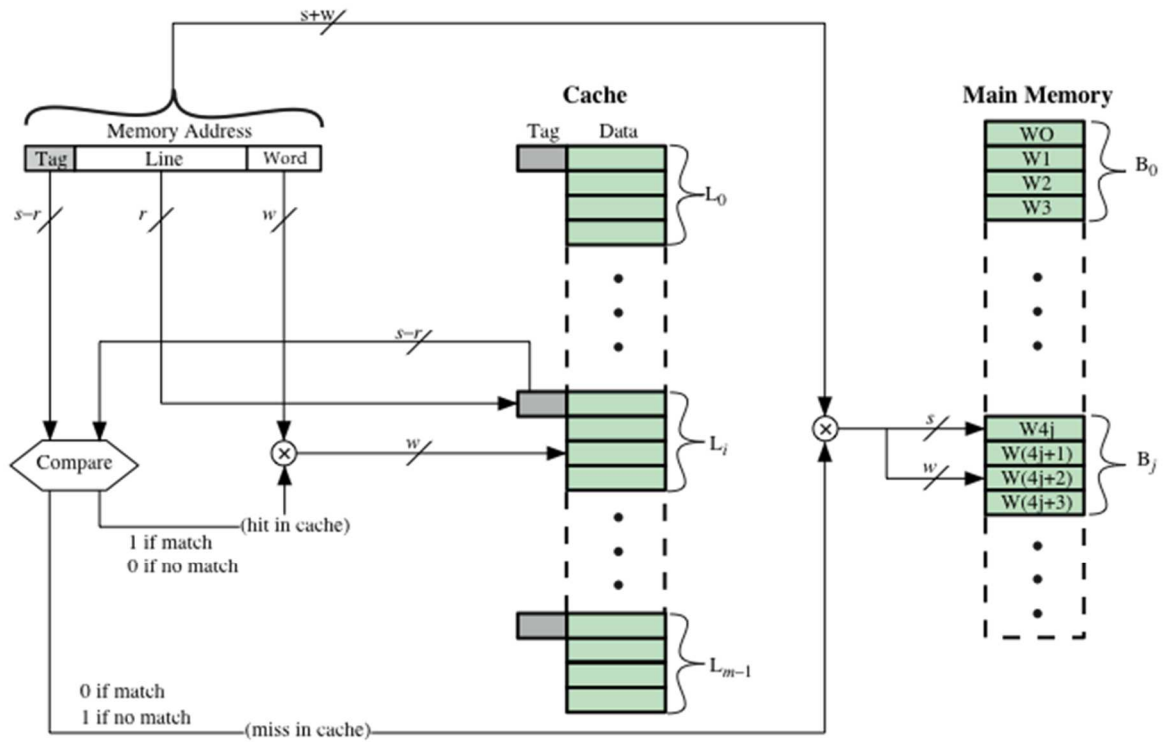 s+w
Cache
Main Memory
Memory Address
Tag Data
Tag Line Word
WO
W1
W2
W3
B0
L0
s–r
r
w
s–r
Li
w
Compare
(hit in cache)
1 if match
0 if no match
s
w
W4j
W(4j+1)
W(4j+2)
W(4j+3)
Bj
Lm–1
0 if match
1 if no match
(miss in cache)